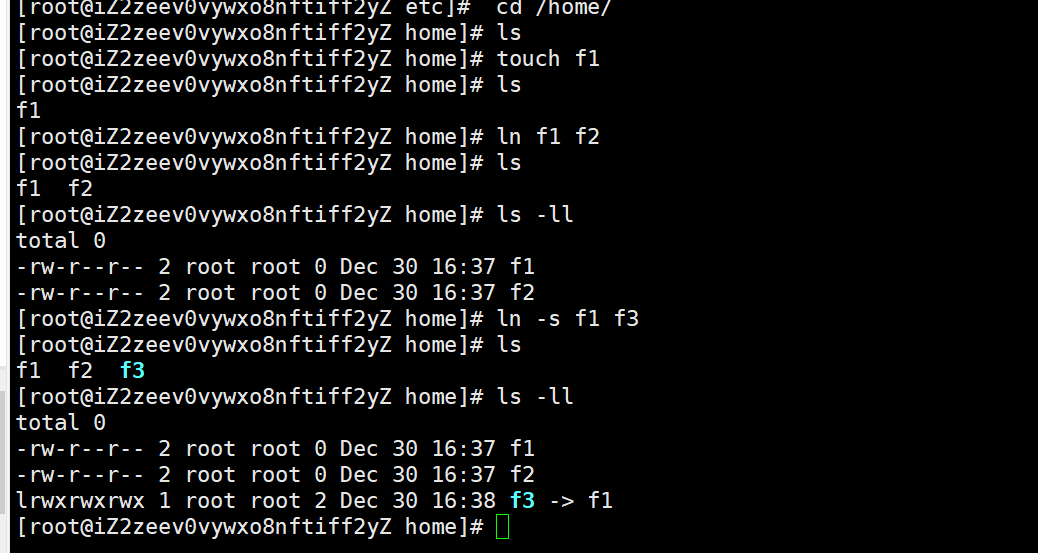 [root@iZ2zeev0vywxo8nftiff2yZ etc]#  cd /home/
[root@iZ2zeev0vywxo8nftiff2yZ home]# ls
[root@iZ2zeev0vywxo8nftiff2yZ home]# touch f1
[root@iZ2zeev0vywxo8nftiff2yZ home]# ls
f1
[root@iZ2zeev0vywxo8nftiff2yZ home]# ln f1 f2
[root@iZ2zeev0vywxo8nftiff2yZ home]# ls
f1  f2
[root@iZ2zeev0vywxo8nftiff2yZ home]# ls -ll
total 0
-rw-r--r-- 2 root root 0 Dec 30 16:37 f1
-rw-r--r-- 2 root root 0 Dec 30 16:37 f2
[root@iZ2zeev0vywxo8nftiff2yZ home]# ln -s f1 f3
[root@iZ2zeev0vywxo8nftiff2yZ home]# ls
f1  f2  f3
[root@iZ2zeev0vywxo8nftiff2yZ home]# ls -ll
total 0
-rw-r--r-- 2 root root 0 Dec 30 16:37 f1
-rw-r--r-- 2 root root 0 Dec 30 16:37 f2
lrwxrwxrwx 1 root root 2 Dec 30 16:38 f3 -> f1
[root@iZ2zeev0vywxo8nftiff2yZ home]#